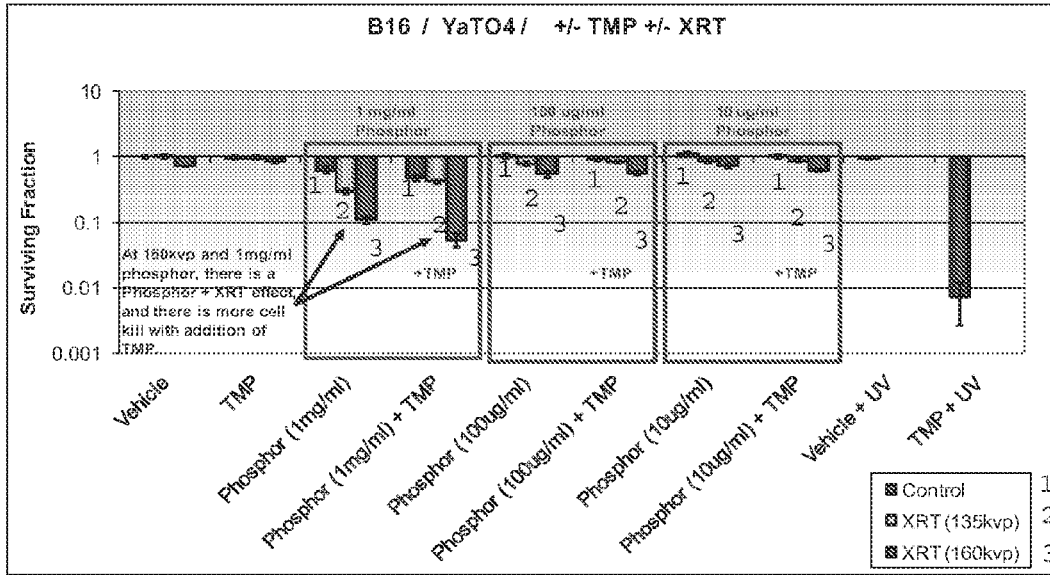 B16 / YaTO4 / +/- TMP +/- XRT
Surviving Fraction
10
1
0.1
0.01
0.001
1 mg/ml
Phosphor
100 ug/ml
Phosphor
10 ug/ml
Phosphor
1
2
3
1
2
3
+TMP
1
2
3
1
2
3
+TMP
1
2
3
1
2
3
+TMP
At 160kvp and 1mg/ml
phosphor, there is a
Phosphor + XRT effect,
and there is more cell
kill with addition of
TMP
Vehicle
TMP
Phosphor (1mg/ml)
Phosphor (1mg/ml) + TMP
Phosphor (100ug/ml)
Phosphor (100ug/ml) + TMP
Phosphor (10ug/ml)
Phosphor (10ug/ml) + TMP
Vehicle + UV
TMP + UV
Control 1
XRT (135kvp) 2
XRT (160kvp) 3